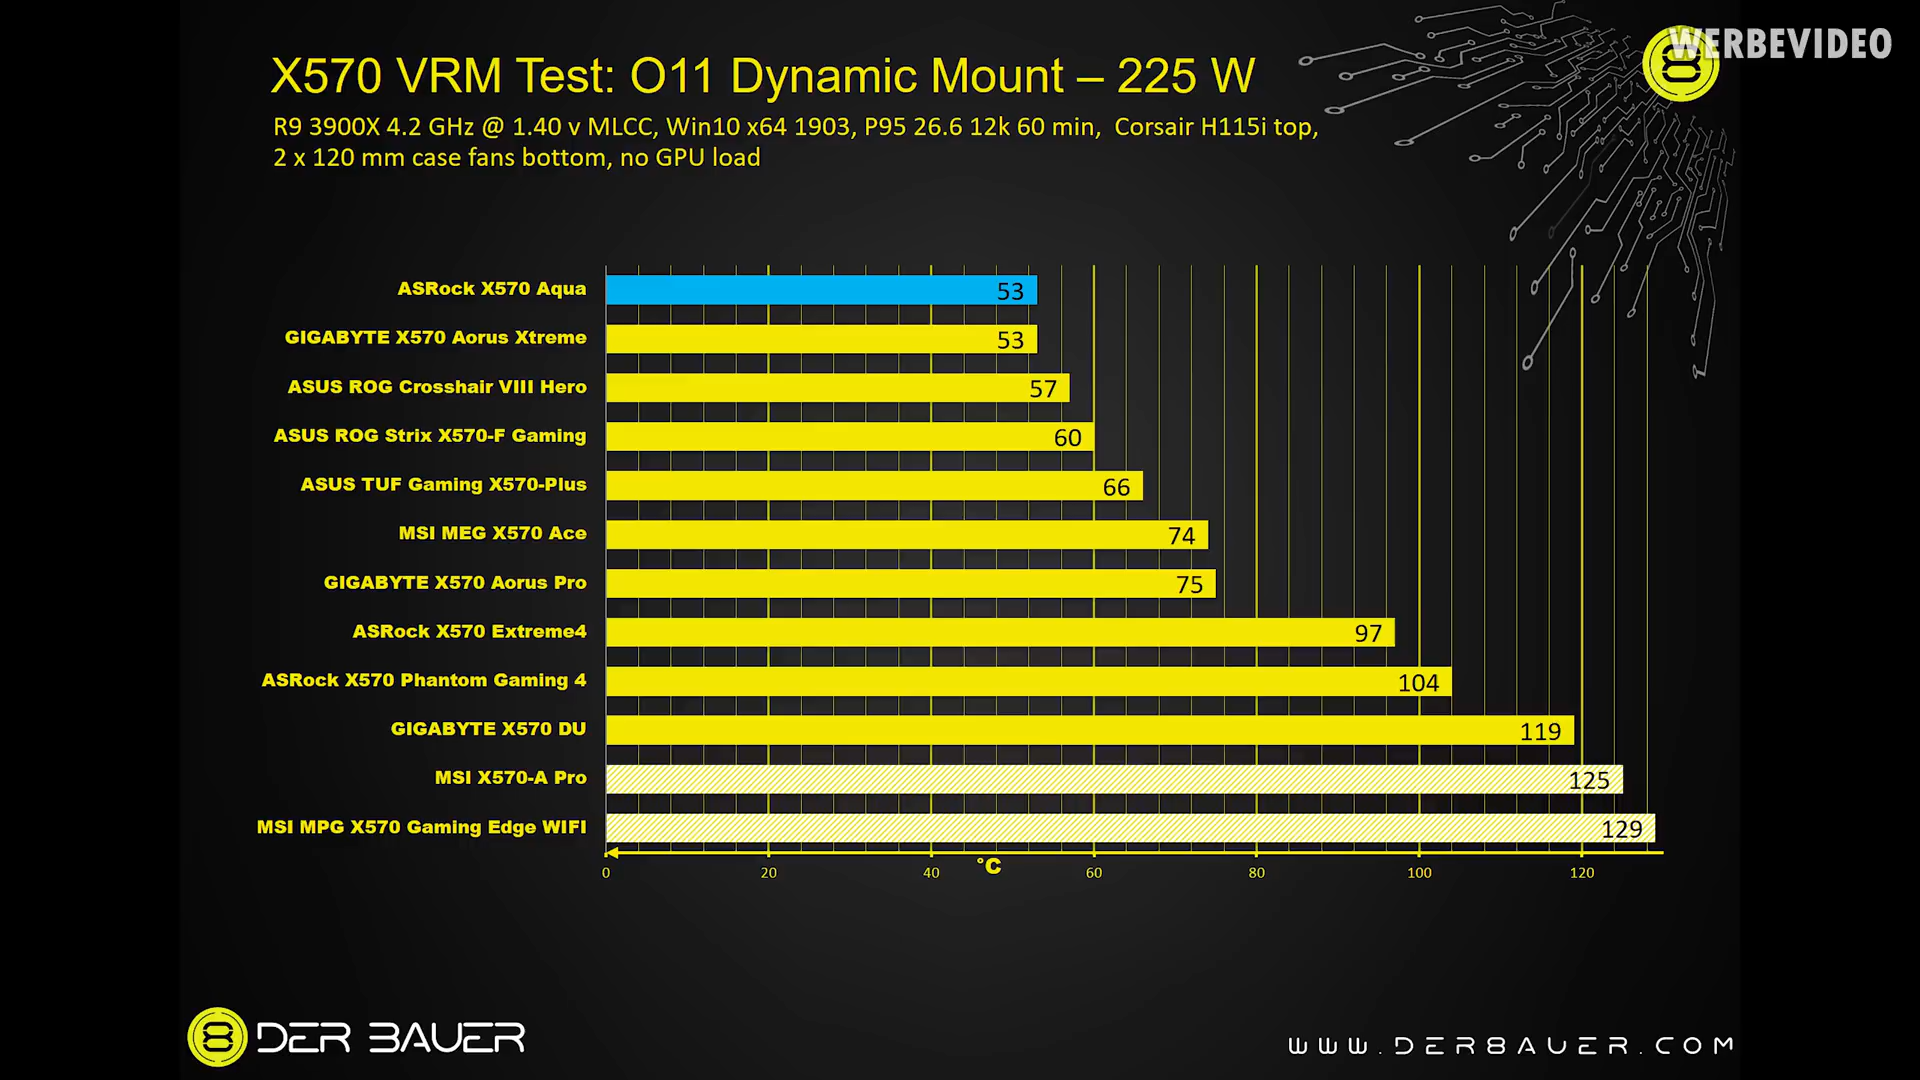 WERBEVIDEO
X570 VRM Test: O11 Dynamic Mount – 225 W
R9 3900X 4.2 GHz @ 1.40 v MLCC, Win10 x64 1903, P95 26.6 12k 60 min, Corsair H115i top,
2 x 120 mm case fans bottom, no GPU load
ASRock X570 Aqua 53
GIGABYTE X570 Aorus Xtreme 53
ASUS ROG Crosshair VIII Hero 57
ASUS ROG Strix X570-F Gaming 60
ASUS TUF Gaming X570-Plus 66
MSI MEG X570 Ace 74
GIGABYTE X570 Aorus Pro 75
ASRock X570 Extreme4 97
ASRock X570 Phantom Gaming 4 104
GIGABYTE X570 DU 119
MSI X570-A Pro 125
MSI MPG X570 Gaming Edge WIFI 129
°C
0 20 40 60 80 100 120
8 DER 8AUER
WWW.DER8AUER.COM